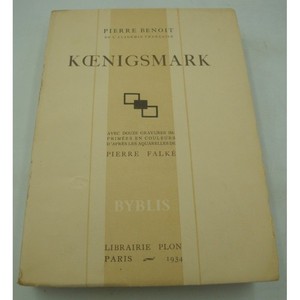 PIERRE BENOIT
DE L'ACADÉMIE FRANÇAISE
KŒNIGSMARK
AVEC DOUZE GRAVURES
IMPRIMÉES EN COULEURS
D'APRÈS LES AQUARELLES DE
PIERRE FALKÉ
BYBLIS
LIBRAIRIE PLON
PARIS ~ 1934